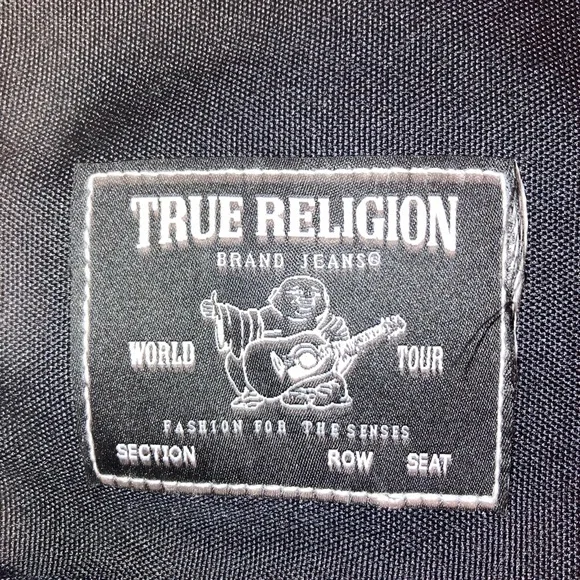 TRUE RELIGION
BRAND JEANS®
WORLD TOUR
FASHION FOR THE SENSES
SECTION ROW SEAT